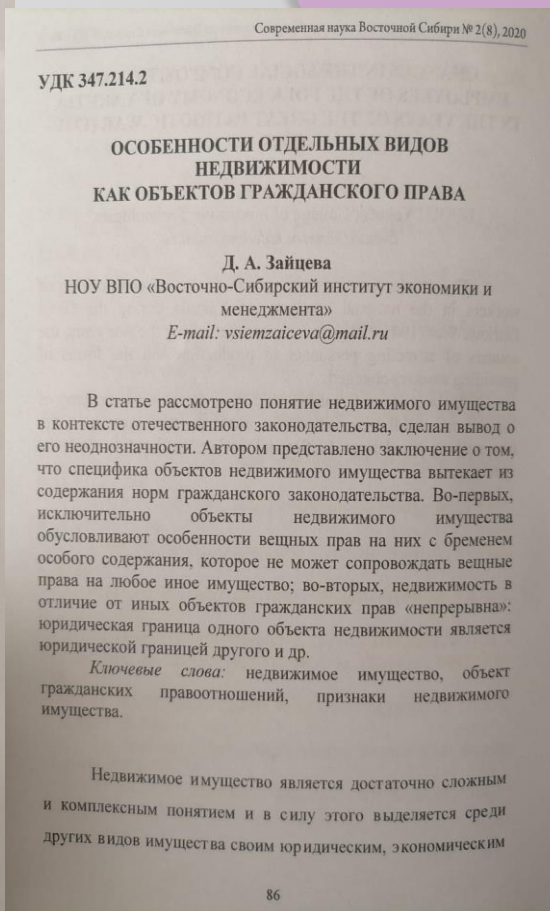 Современная наука Восточной Сибири № 2(8), 2020
УДК 347.214.2
ОСОБЕННОСТИ ОТДЕЛЬНЫХ ВИДОВ
НЕДВИЖИМОСТИ
КАК ОБЪЕКТОВ ГРАЖДАНСКОГО ПРАВА
Д. А. Зайцева
НОУ ВПО «Восточно-Сибирский институт экономики и
менеджмента»
E-mail: vsiemzaiceva@mail.ru
В статье рассмотрено понятие недвижимого имущества
в контексте отечественного законодательства, сделан вывод о
его неоднозначности. Автором представлено заключение о том,
что специфика объектов недвижимого имущества вытекает из
содержания норм гражданского законодательства. Во-первых,
исключительно объекты недвижимого имущества
обусловливают особенности вещных прав на них с бременем
особого содержания, которое не может сопровождать вещные
права на любое иное имущество; во-вторых, недвижимость в
отличие от иных объектов гражданских прав «непрерывна»:
юридическая граница одного объекта недвижимости является
юридической границей другого и др.
Ключевые слова: недвижимое имущество, объект
гражданских правоотношений, признаки недвижимого
имущества.
Недвижимое имущество является достаточно сложным
и комплексным понятием и в силу этого выделяется среди
других видов имущества своим юридическим, экономическим
86